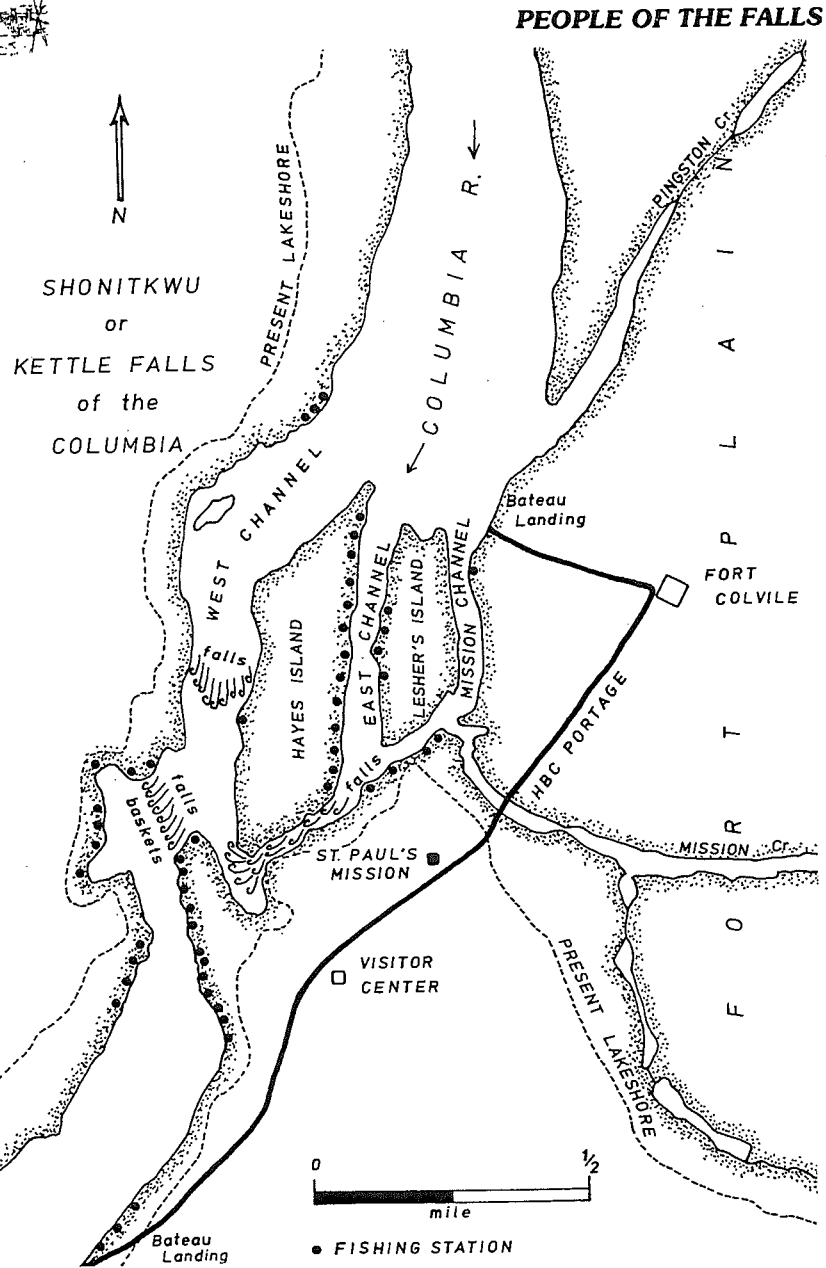 PEOPLE OF THE FALLS
N
SHONITKWU
or
KETTLE FALLS
of the
COLUMBIA
PRESENT LAKESHORE
COLUMBIA R.
PINGSTON Cr.
FORT PLAIN
WEST CHANNEL
Bateau
Landing
FORT
COLVILE
falls
HAYES ISLAND
EAST CHANNEL
LESHER'S ISLAND
MISSION CHANNEL
HBC PORTAGE
falls
baskets
falls
MISSION Cr.
ST. PAUL'S
MISSION
VISITOR
CENTER
PRESENT LAKESHORE
0 1/2
mile
Bateau
Landing
FISHING STATION